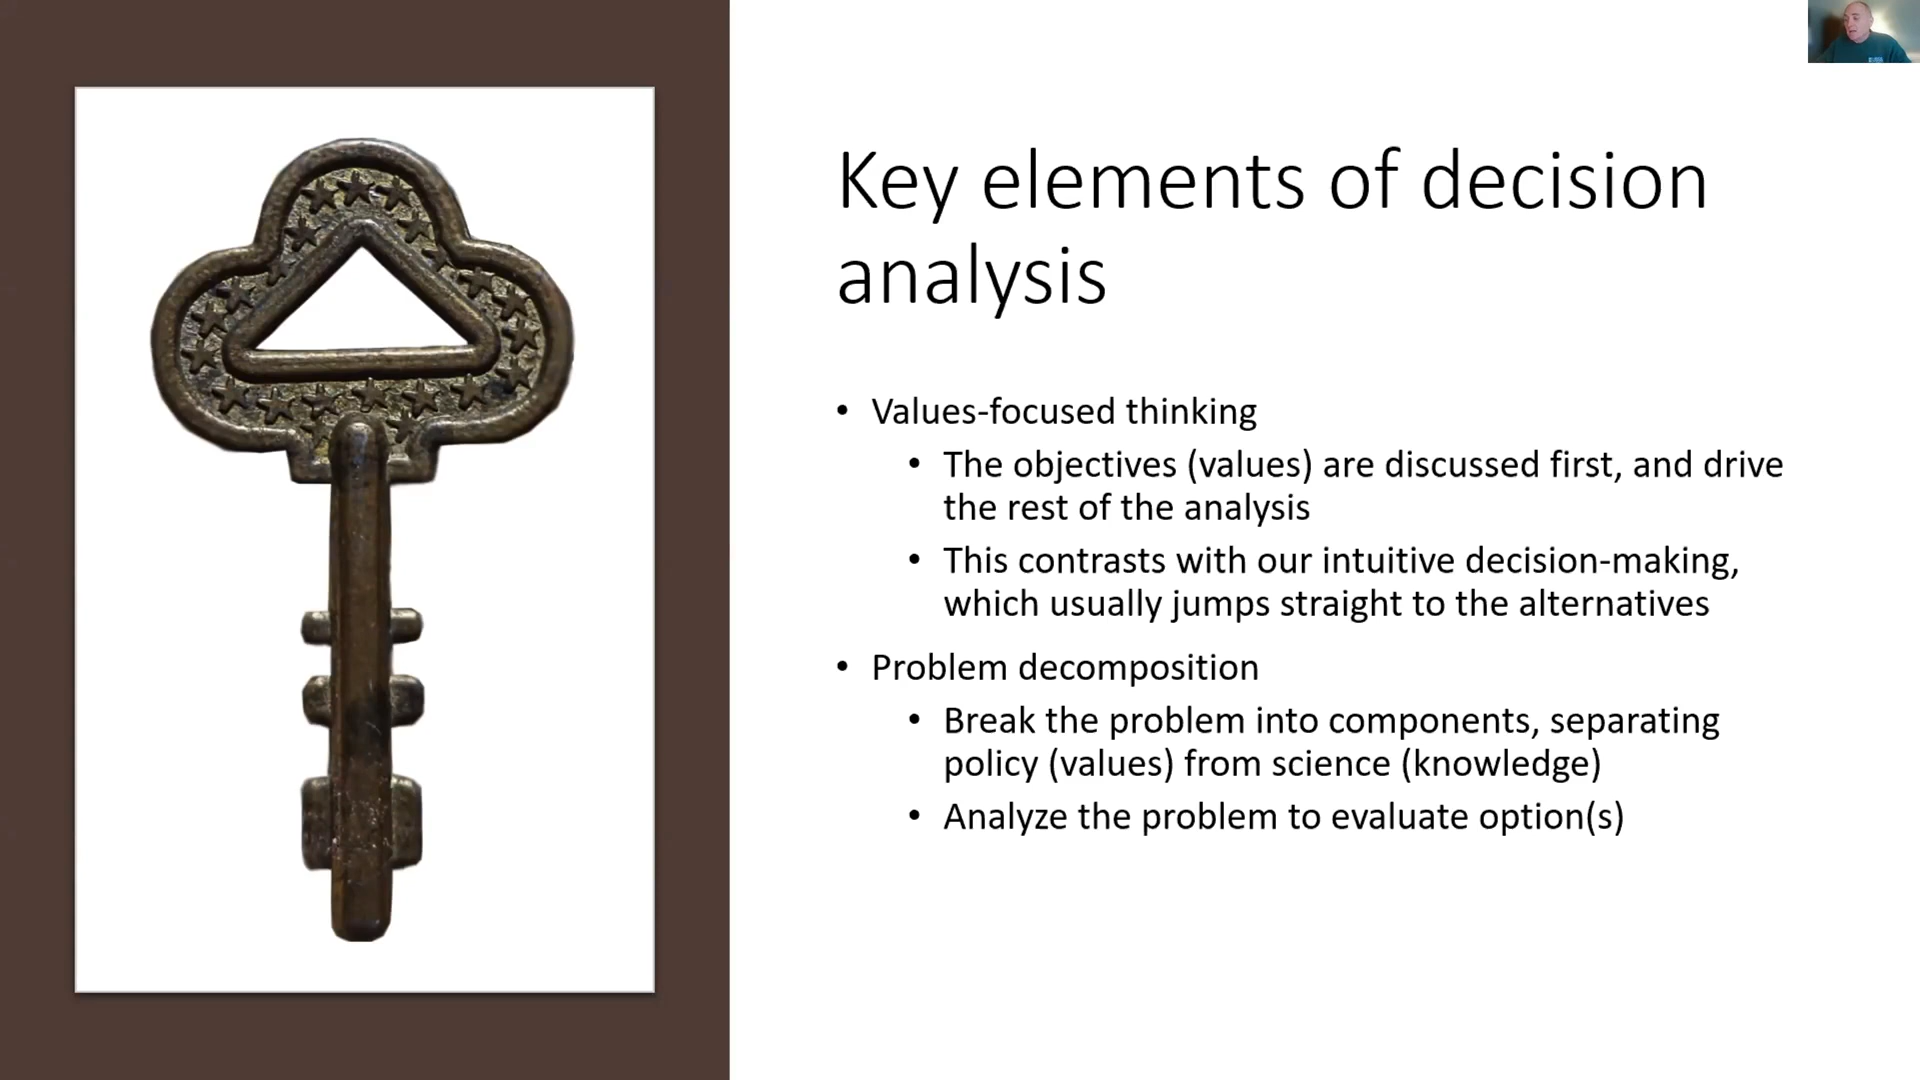 Key elements of decision
analysis
• Values-focused thinking
• The objectives (values) are discussed first, and drive
the rest of the analysis
• This contrasts with our intuitive decision-making,
which usually jumps straight to the alternatives
• Problem decomposition
• Break the problem into components, separating
policy (values) from science (knowledge)
• Analyze the problem to evaluate option(s)